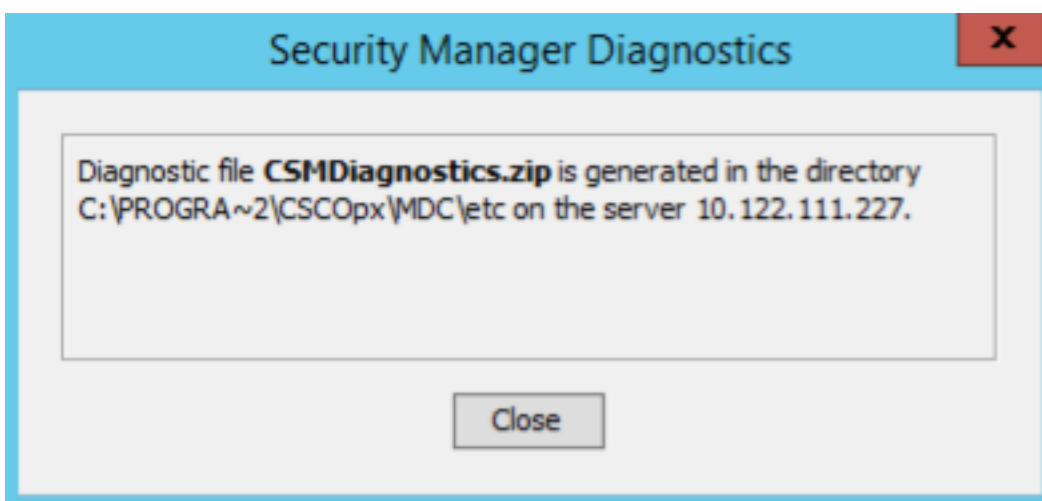 Security Manager Diagnostics
x
Diagnostic file CSMDiagnostics.zip is generated in the directory
C:\PROGRA~2\CSCOpx\MDC\etc on the server 10.122.111.227.
Close